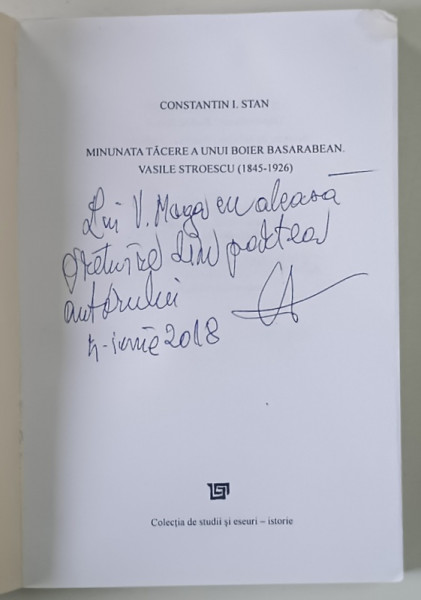 CONSTANTIN I. STAN
MINUNATA TĂCERE A UNUI BOIER BASARABEAN.
VASILE STROESCU (1845-1926)
Lui V. Moga cu aleasă
prețuire din partea
autorului
4-iunie 2018
Colecția de studii și eseuri – istorie